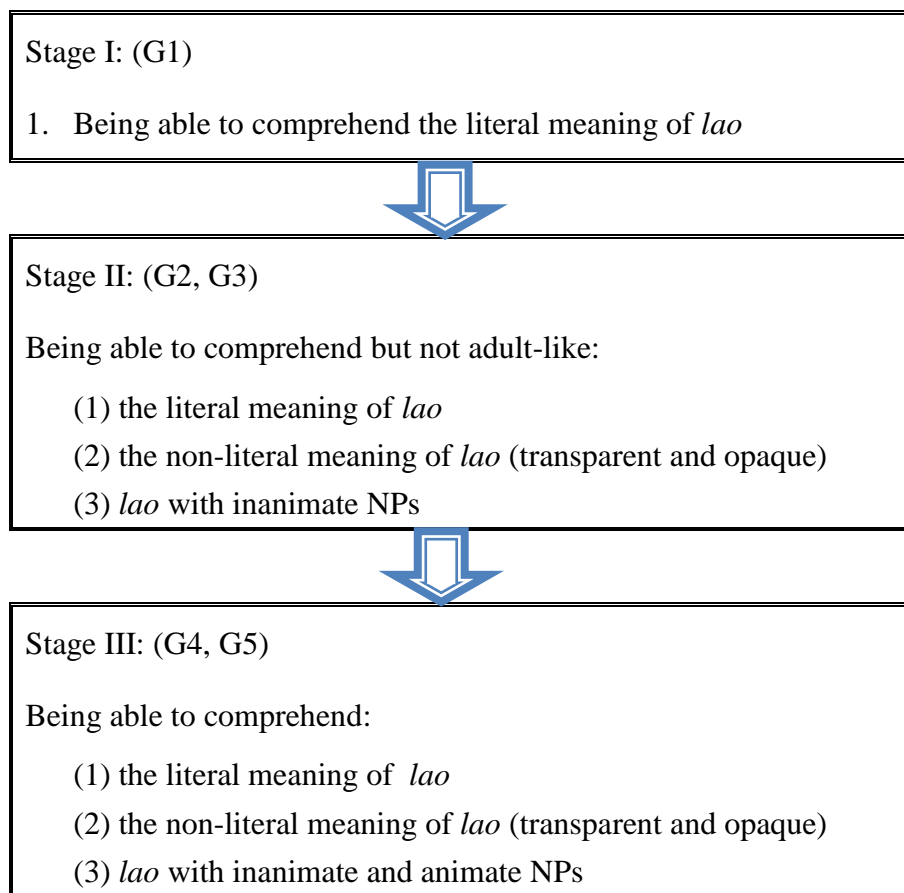 Stage I: (G1)
1. Being able to comprehend the literal meaning of lao
Stage II: (G2, G3)
Being able to comprehend but not adult-like:
(1) the literal meaning of lao
(2) the non-literal meaning of lao (transparent and opaque)
(3) lao with inanimate NPs
Stage III: (G4, G5)
Being able to comprehend:
(1) the literal meaning of lao
(2) the non-literal meaning of lao (transparent and opaque)
(3) lao with inanimate and animate NPs